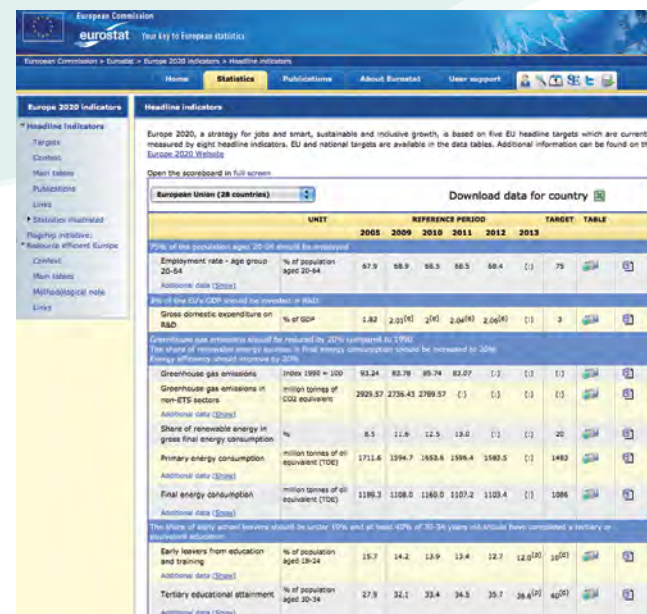 European Commission
eurostat Your key to European statistics
European Commission > Eurostat > Europe 2020 indicators > Headline indicators
Home Statistics Publications About Eurostat User support
Europe 2020 indicators
Headline Indicators
Targets
Context
Main tables
Publications
Links
Statistics illustrated
Flagship initiative:
Resource efficient Europe
Context
Main tables
Methodological note
Links
Headline indicators
Europe 2020, a strategy for jobs and smart, sustainable and inclusive growth, is based on five EU headline targets which are current
measured by eight headline indicators. EU and national targets are available in the data tables. Additional information can be found on th
Europe 2020 Website
Open the scoreboard in full screen
European Union (28 countries) Download data for country
UNIT REFERENCE PERIOD TARGET TABLE
2005 2009 2010 2011 2012 2013
75% of the population aged 20-64 should be employed
Employment rate - age group 20-64 % of population aged 20-64 67.9 68.9 68.5 68.5 68.4 (:) 75
Additional data (Show)
3% of the EU's GDP should be invested in R&D
Gross domestic expenditure on R&D % of GDP 1.82 2.01(e) 2(e) 2.04(e) 2.06(e) (:) 3
Greenhouse gas emissions should be reduced by 20% compared to 1990
The share of renewable energy sources in final energy consumption should be increased to 20%
Energy efficiency should improve by 20%
Greenhouse gas emissions Index 1990 = 100 93.24 83.78 85.74 83.07 (:) (:) (:)
Greenhouse gas emissions in non-ETS sectors million tonnes of CO2 equivalent 2929.57 2736.43 2789.57 (:) (:) (:) (:)
Additional data (Show)
Share of renewable energy in gross final energy consumption % 8.5 11.6 12.5 13.0 (:) (:) 20
Primary energy consumption million tonnes of oil equivalent (TOE) 1711.6 1594.7 1653.6 1596.4 1583.5 (:) 1483
Additional data (Show)
Final energy consumption million tonnes of oil equivalent (TOE) 1189.3 1108.0 1160.0 1107.2 1103.4 (:) 1086
Additional data (Show)
The share of early school leavers should be under 10% and at least 40% of 30-34 years old should have completed a tertiary or
equivalent education
Early leavers from education and training % of population aged 18-24 15.7 14.2 13.9 13.4 12.7 12.0(p) 10(c)
Additional data (Show)
Tertiary educational attainment % of population aged 30-34 27.9 32.1 33.4 34.5 35.7 36.8(p) 40(c)
Additional data (Show)